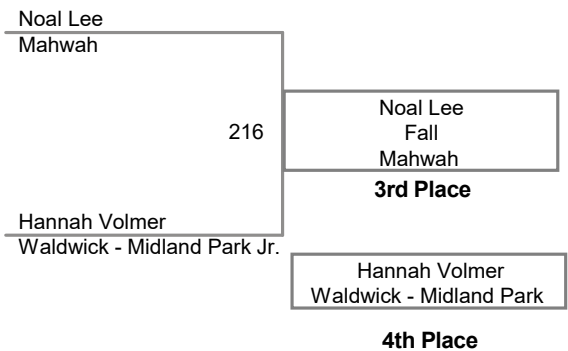 Noal Lee
Mahwah
216
Noal Lee
Fall
Mahwah
3rd Place
Hannah Volmer
Waldwick - Midland Park Jr.
Hannah Volmer
Waldwick - Midland Park
4th Place